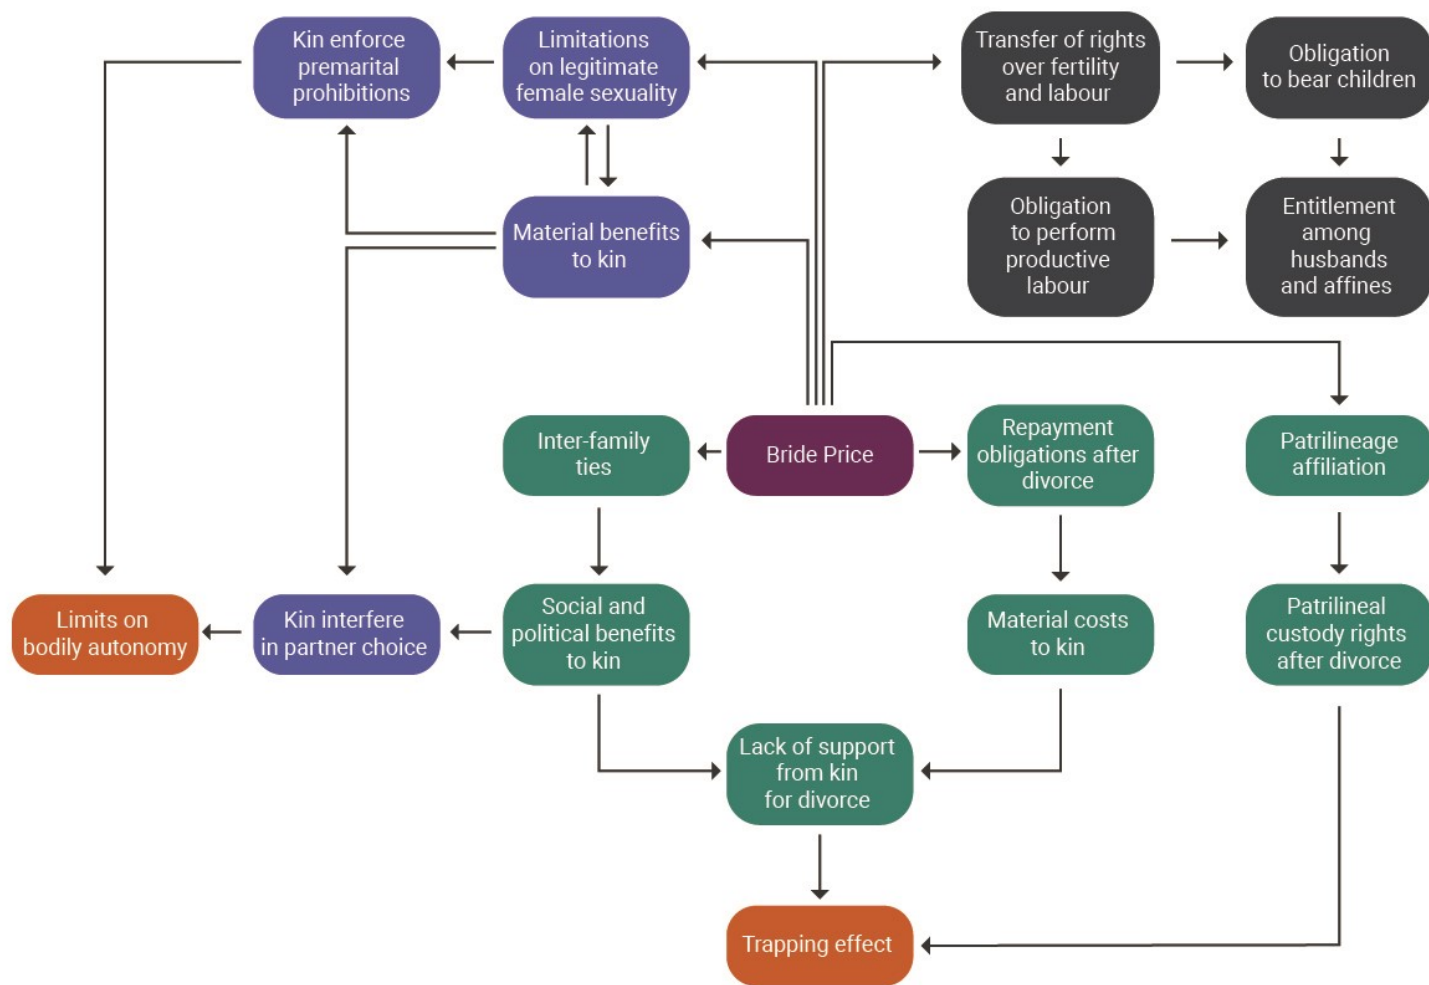 Kin enforce
premarital
prohibitions
Limitations
on legitimate
female sexuality
Transfer of rights
over fertility
and labour
Obligation
to bear children
Material benefits
to kin
Obligation
to perform
productive
labour
Entitlement
among
husbands
and affines
Inter-family
ties
Bride Price
Repayment
obligations after
divorce
Patrilineage
affiliation
Limits on
bodily autonomy
Kin interfere
in partner choice
Social and
political benefits
to kin
Material costs
to kin
Patrilineal
custody rights
after divorce
Lack of support
from kin
for divorce
Trapping effect